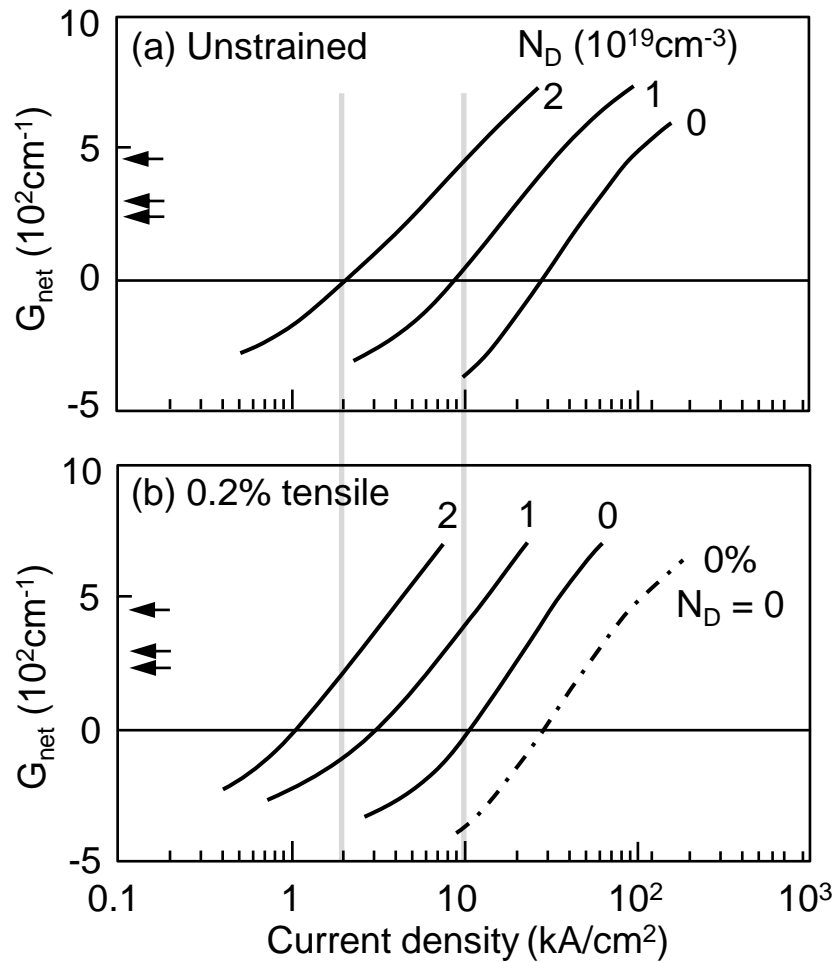 10
(a) Unstrained N_D (10^19cm^-3)
2 1 0
5
G_net (10^2cm^-1)
0
-5
10
(b) 0.2% tensile
2 1 0
0%
N_D = 0
5
G_net (10^2cm^-1)
0
-5
0.1 1 10 10^2 10^3
Current density (kA/cm^2)